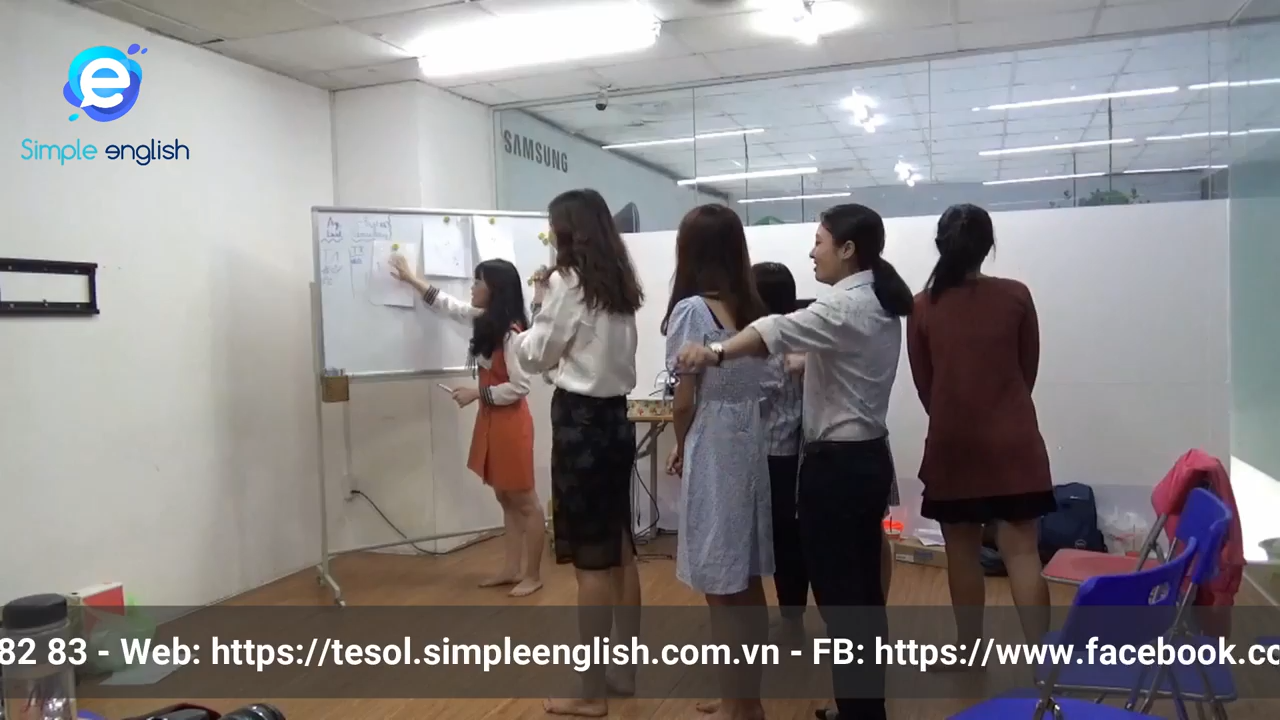 Simple english
SAMSUNG
82 83 - Web: https://tesol.simpleenglish.com.vn - FB: https://www.facebook.co